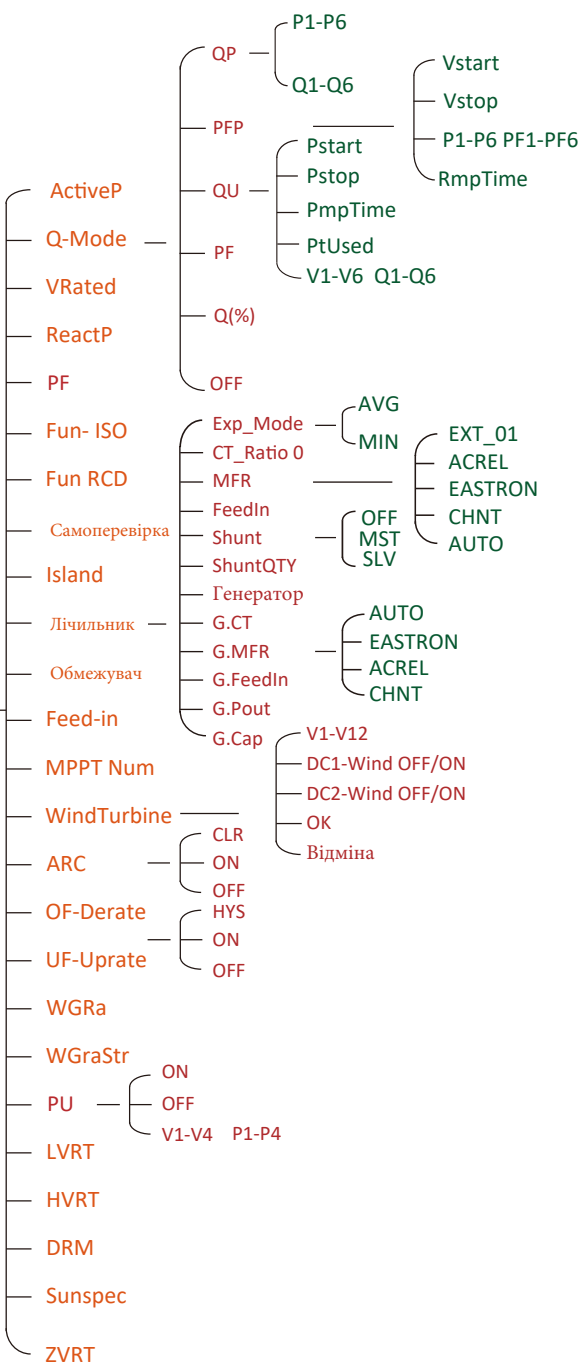 ActiveP
Q-Mode
VRated
ReactP
PF
Fun- ISO
Fun RCD
Самоперевірка
Island
Лічильник
Обмежувач
Feed-in
MPPT Num
WindTurbine
ARC
OF-Derate
UF-Uprate
WGRa
WGraStr
PU
LVRT
HVRT
DRM
Sunspec
ZVRT
QP
PFP
QU
PF
Q(%)
OFF
P1-P6
Q1-Q6
Vstart
Vstop
P1-P6 PF1-PF6
RmpTime
Pstart
Pstop
PmpTime
PtUsed
V1-V6 Q1-Q6
Exp_Mode
CT_Ratio 0
MFR
FeedIn
Shunt
ShuntQTY
Генератор
G.CT
G.MFR
G.FeedIn
G.Pout
G.Cap
AVG
MIN
EXT_01
ACREL
EASTRON
CHNT
AUTO
OFF
MST
SLV
AUTO
EASTRON
ACREL
CHNT
V1-V12
DC1-Wind OFF/ON
DC2-Wind OFF/ON
OK
Відміна
CLR
ON
OFF
HYS
ON
OFF
ON
OFF
V1-V4 P1-P4